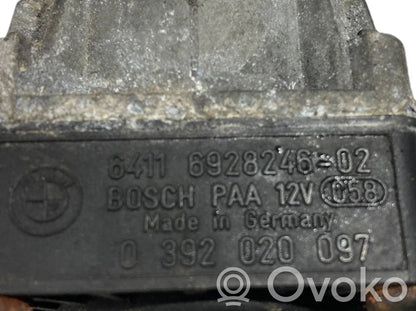 6411 6928246-02
BOSCH PAA 12V 058
Made in Germany
0 392 020 097
Ovoko